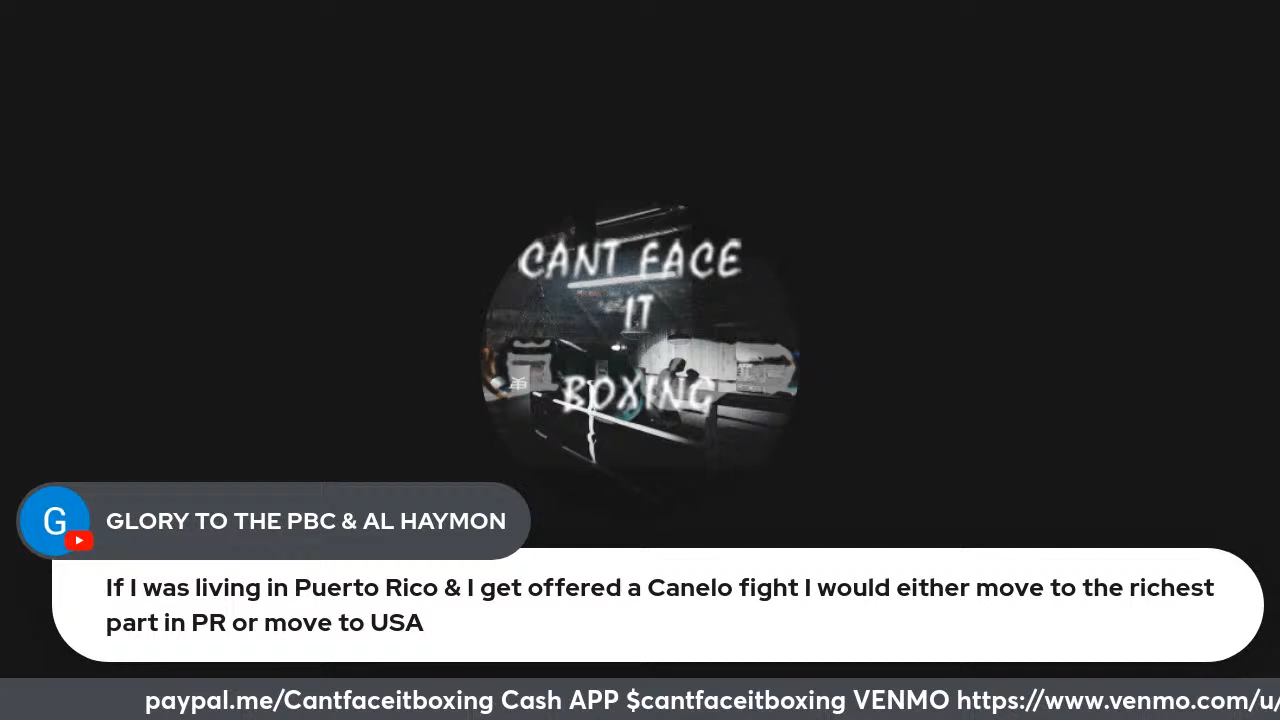 CANT FACE
IT
BOXING
G
GLORY TO THE PBC & AL HAYMON
If I was living in Puerto Rico & I get offered a Canelo fight I would either move to the richest
part in PR or move to USA
paypal.me/Cantfaceitboxing Cash APP $cantfaceitboxing VENMO https://www.venmo.com/u/